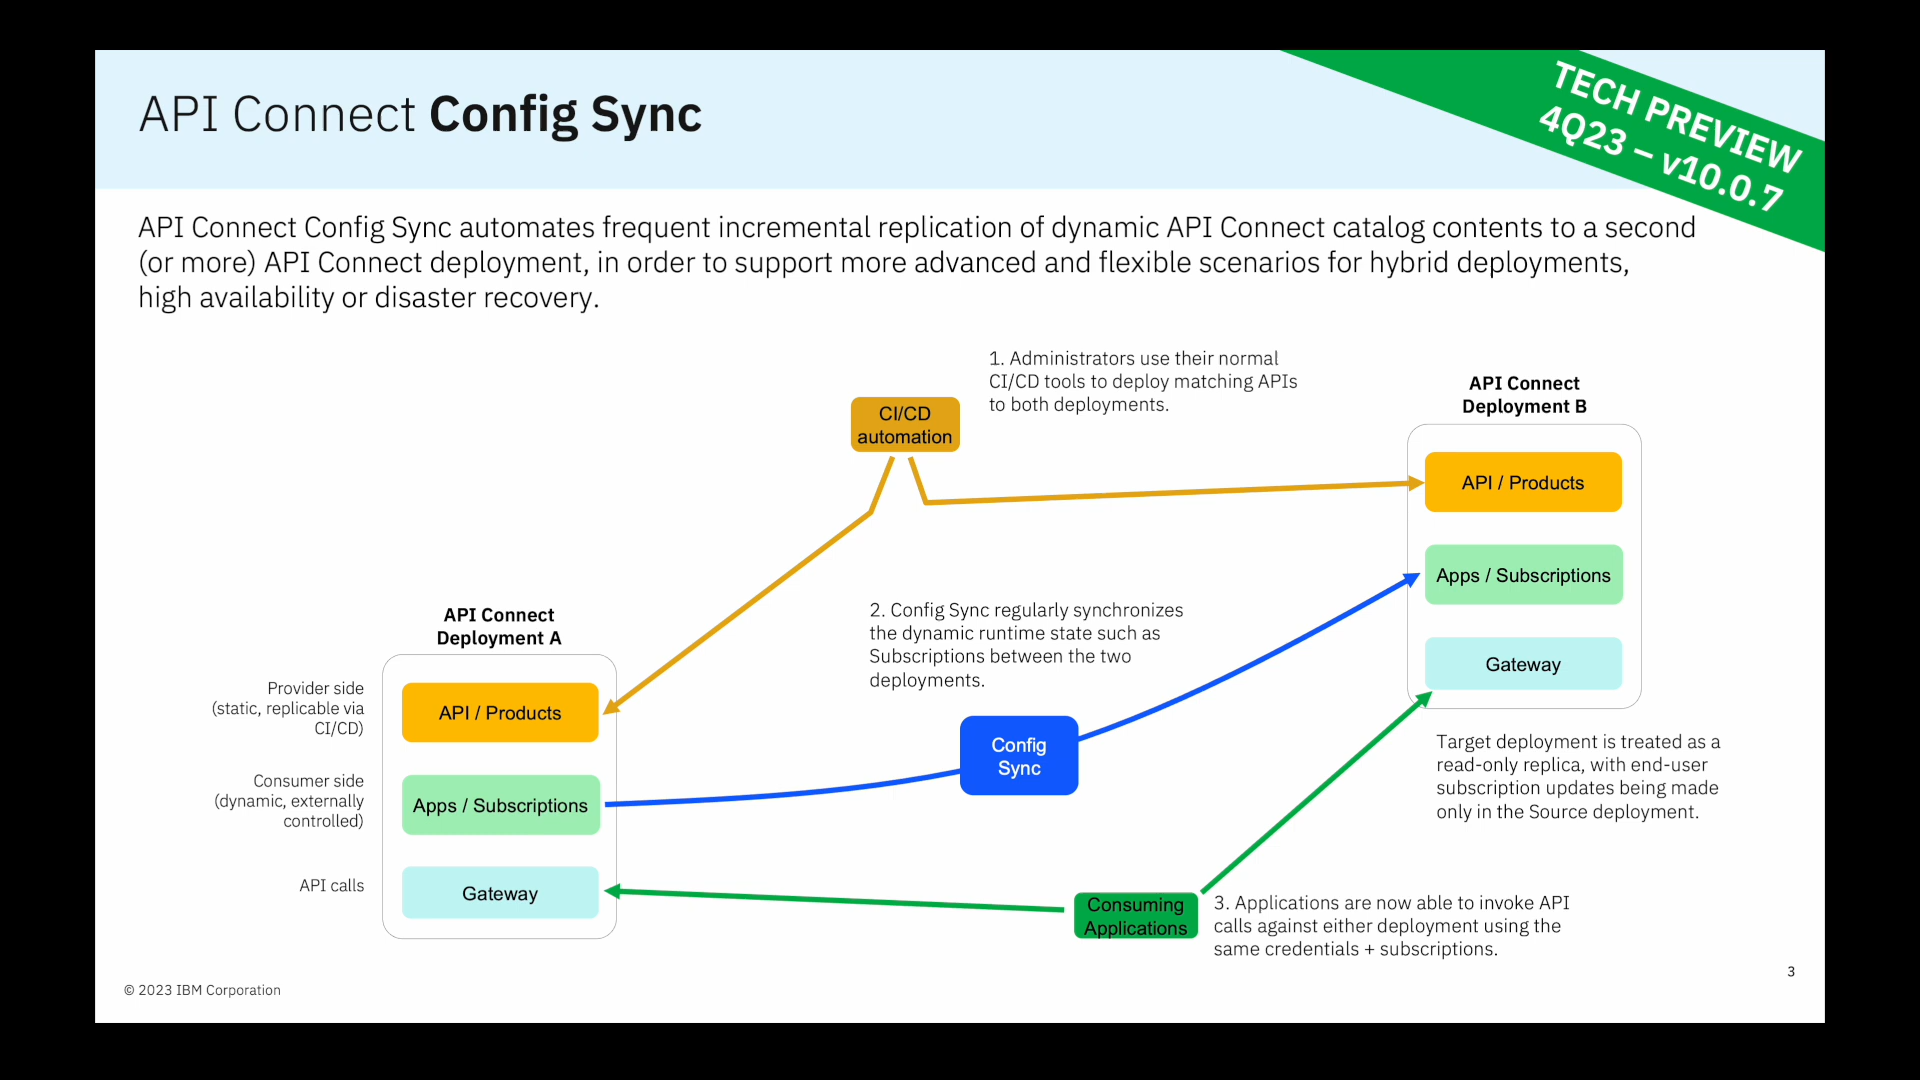 API Connect Config Sync
TECH PREVIEW
4Q23 – v10.0.7
API Connect Config Sync automates frequent incremental replication of dynamic API Connect catalog contents to a second
(or more) API Connect deployment, in order to support more advanced and flexible scenarios for hybrid deployments,
high availability or disaster recovery.
1. Administrators use their normal
CI/CD tools to deploy matching APIs
to both deployments.
CI/CD
automation
API Connect
Deployment B
API / Products
Apps / Subscriptions
Gateway
2. Config Sync regularly synchronizes
the dynamic runtime state such as
Subscriptions between the two
deployments.
API Connect
Deployment A
Provider side
(static, replicable via
CI/CD)
API / Products
Consumer side
(dynamic, externally
controlled)
Apps / Subscriptions
API calls
Gateway
Config
Sync
Target deployment is treated as a
read-only replica, with end-user
subscription updates being made
only in the Source deployment.
Consuming
Applications
3. Applications are now able to invoke API
calls against either deployment using the
same credentials + subscriptions.
3
© 2023 IBM Corporation